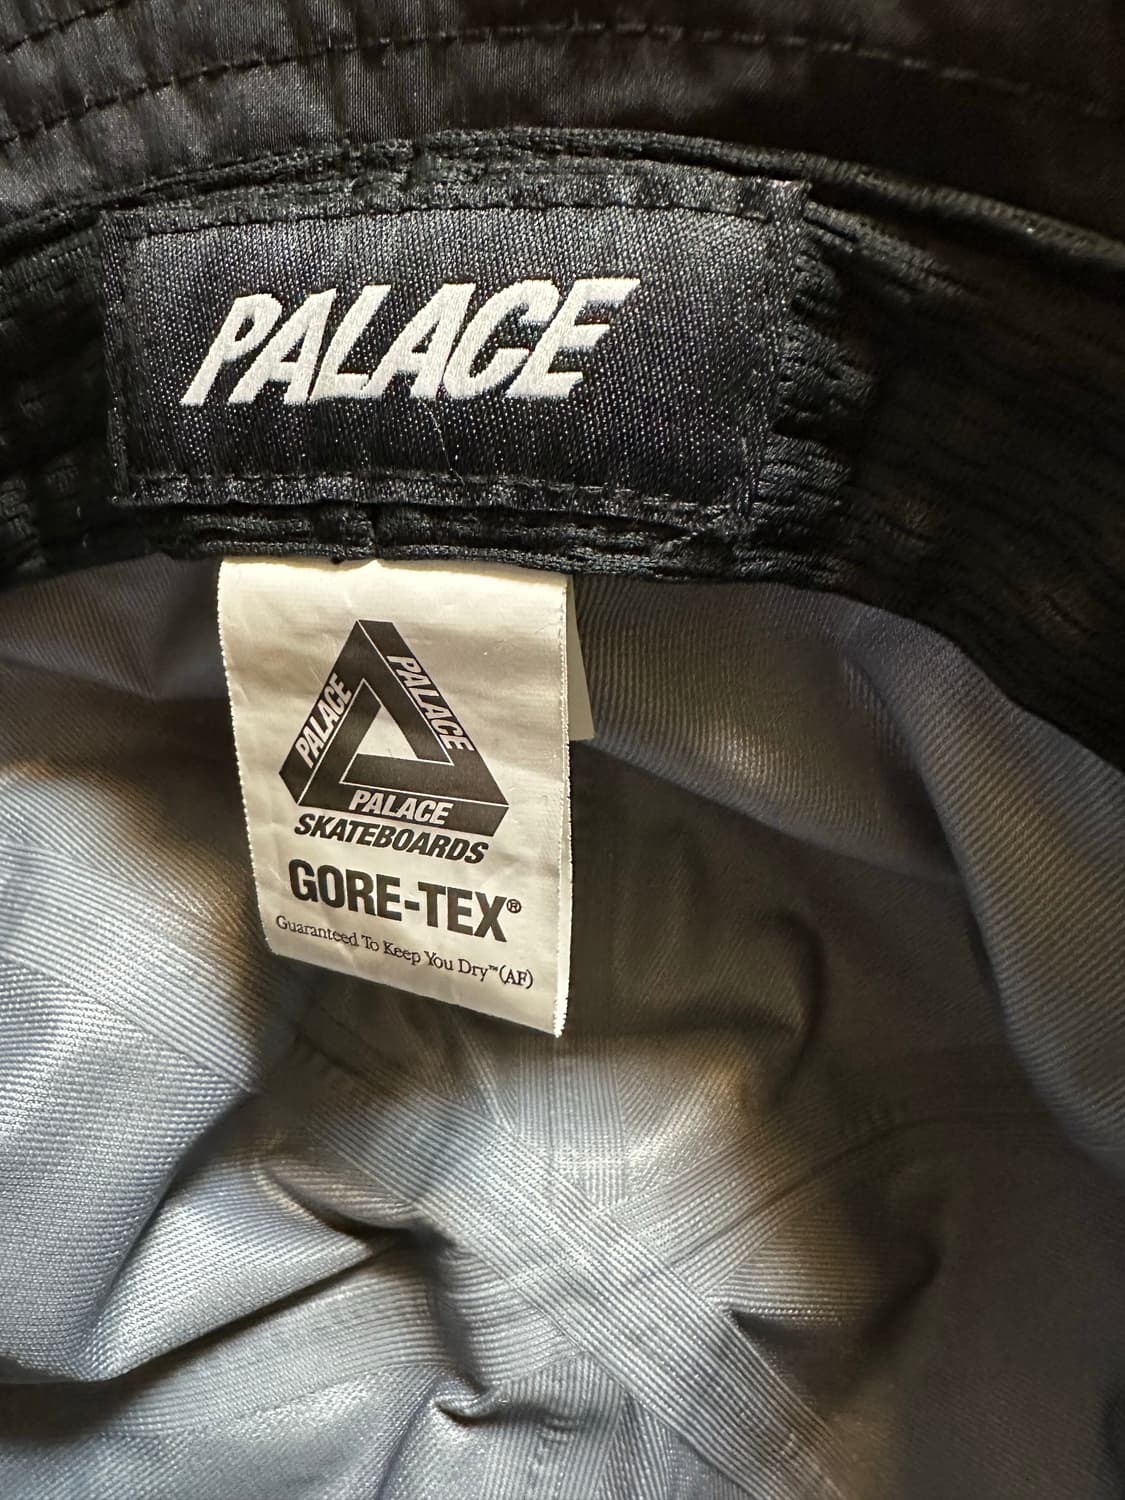 PALACE
PALACE
PALACE
PALACE
SKATEBOARDS
GORE-TEX®
Guaranteed To Keep You Dry™(AF)